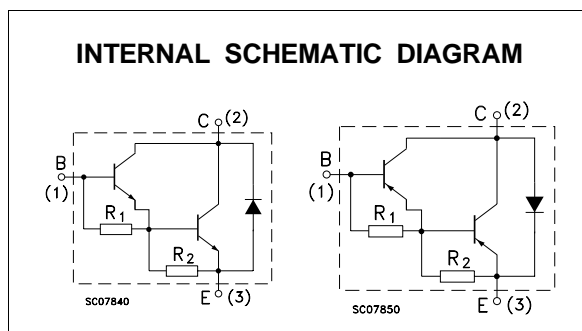 INTERNAL SCHEMATIC DIAGRAM
C (2)
B
(1)
R1
R2
E (3)
SC07840
C (2)
B
(1)
R1
R2
E (3)
SC07850